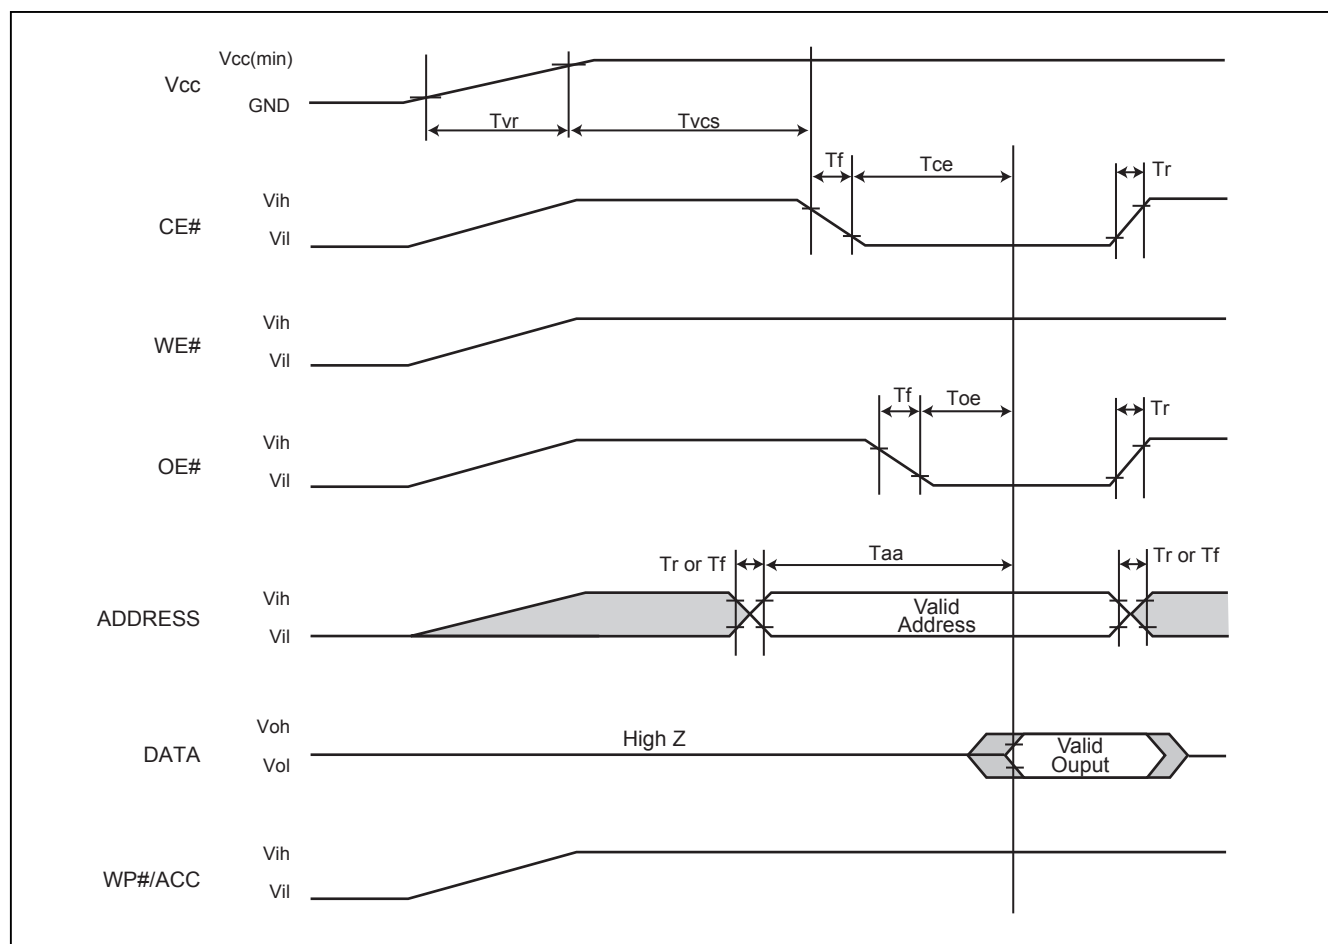 Vcc(min)
Vcc
GND
Tvr
Tvcs
Tf
Tce
Tr
Vih
CE#
Vil
Vih
WE#
Vil
Tf
Toe
Tr
Vih
OE#
Vil
Tr or Tf
Taa
Tr or Tf
Vih
ADDRESS
Vil
Valid
Address
Voh
High Z
DATA
Vol
Valid
Ouput
Vih
WP#/ACC
Vil